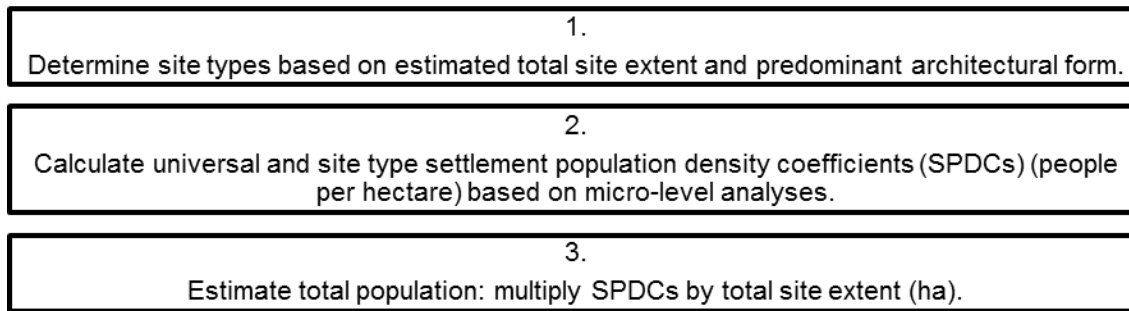 1.
Determine site types based on estimated total site extent and predominant architectural form.
2.
Calculate universal and site type settlement population density coefficients (SPDCs) (people
per hectare) based on micro-level analyses.
3.
Estimate total population: multiply SPDCs by total site extent (ha).